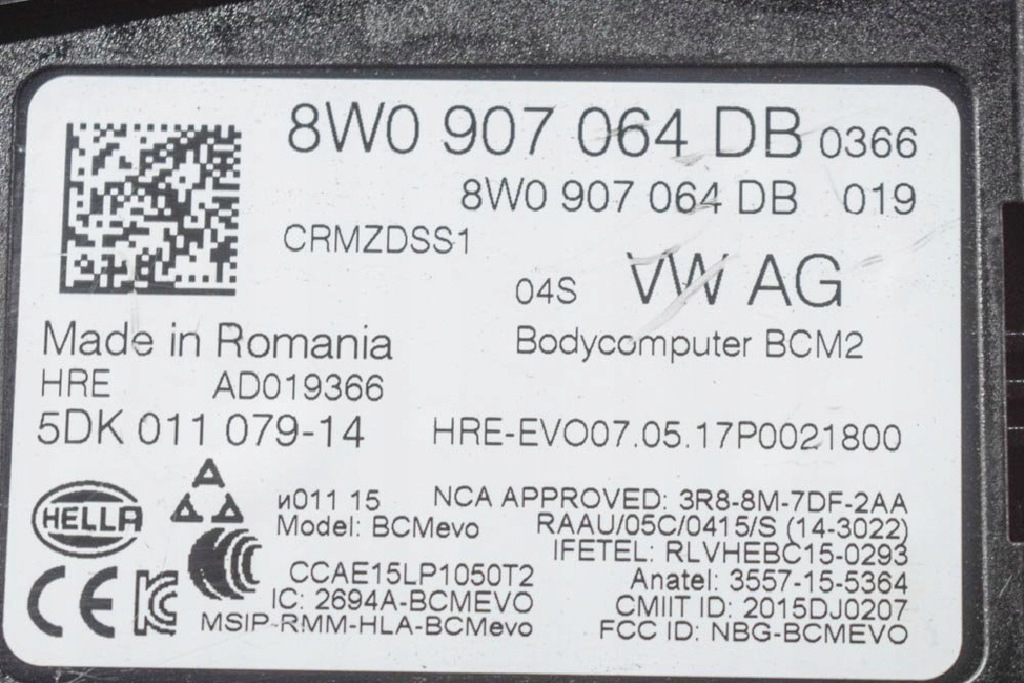 8W0 907 064 DB 0366
8W0 907 064 DB 019
CRMZDSS1
04S VW AG
Made in Romania
Bodycomputer BCM2
HRE AD019366
5DK 011 079-14
HRE-EVO07.05.17P0021800
HELLA
и011 15
Model: BCMevo
CCAE15LP1050T2
IC: 2694A-BCMEVO
MSIP-RMM-HLA-BCMevo
NCA APPROVED: 3R8-8M-7DF-2AA
RAAU/05C/0415/S (14-3022)
IFETEL: RLVHEBC15-0293
Anatel: 3557-15-5364
CMIIT ID: 2015DJ0207
FCC ID: NBG-BCMEVO
CE